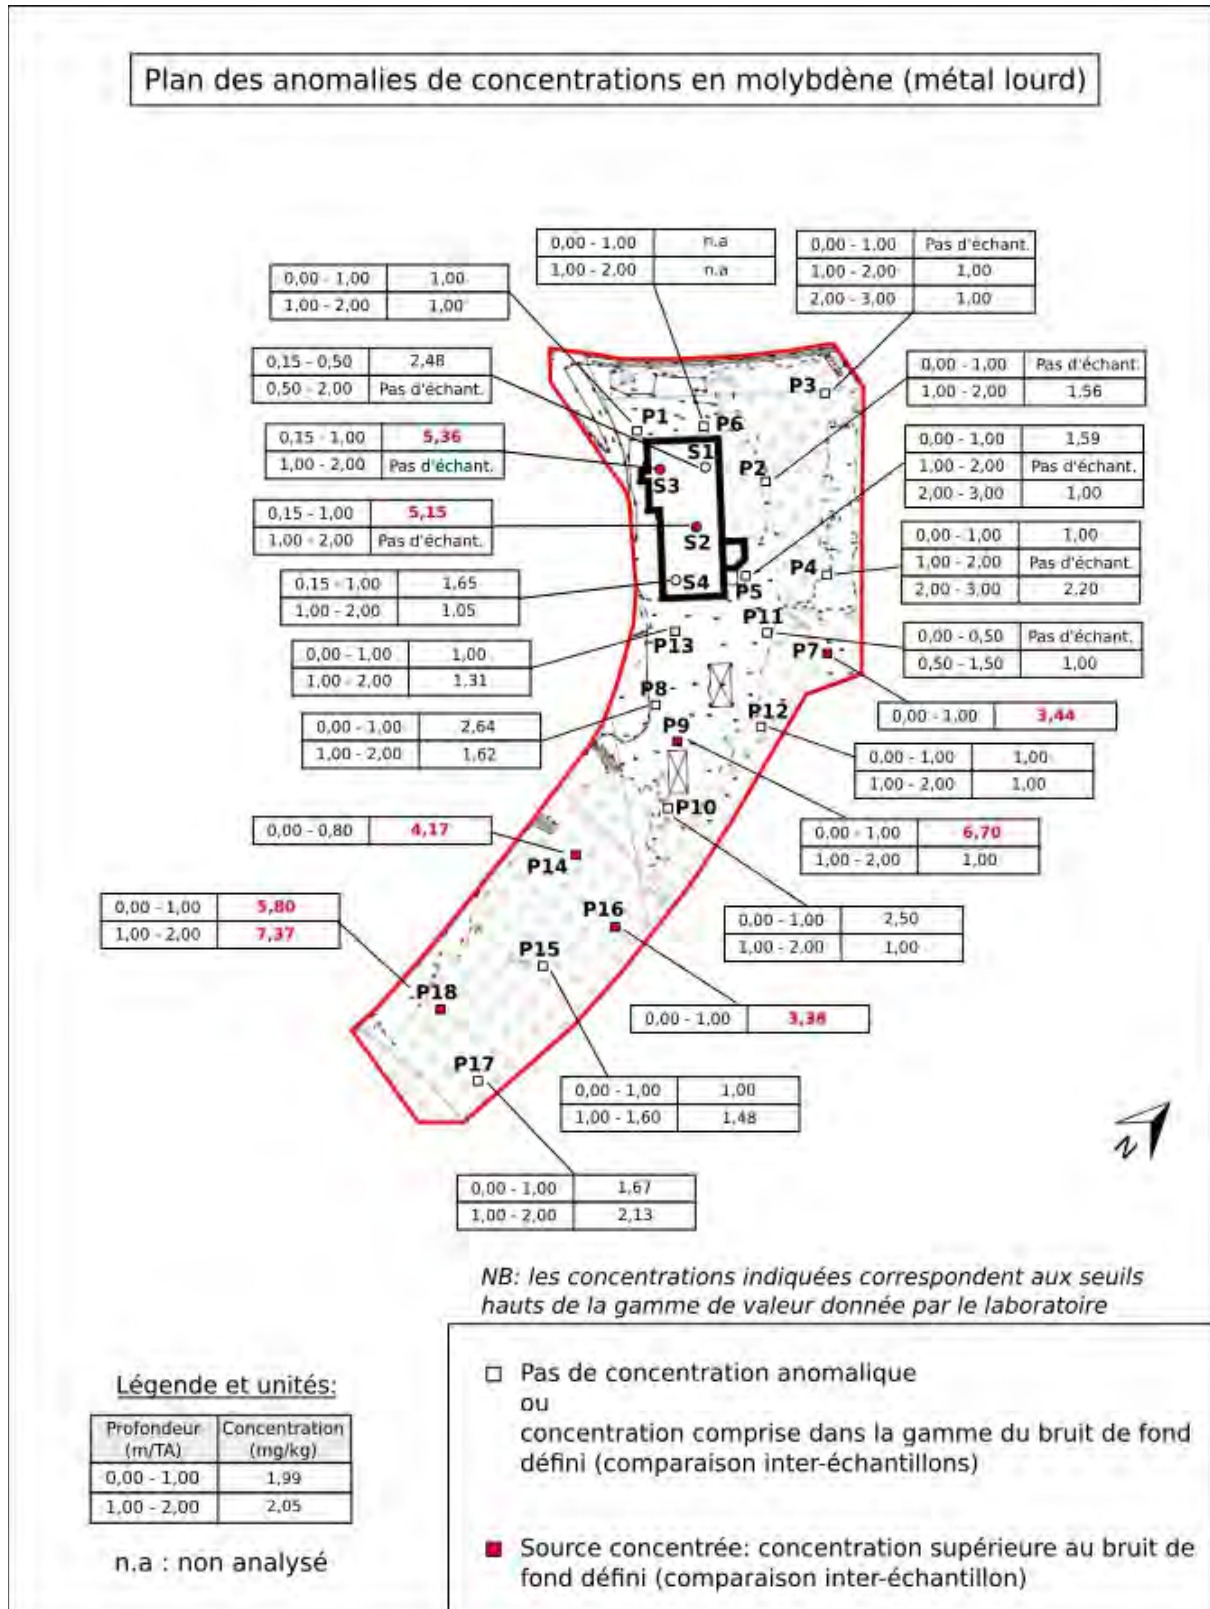 Plan des anomalies de concentrations en molybdène (métal lourd)
0,00 - 1,00 n.a
1,00 - 2,00 n.a
0,00 - 1,00 Pas d'échant.
1,00 - 2,00 1,00
2,00 - 3,00 1,00
0,00 - 1,00 1,00
1,00 - 2,00 1,00
0,15 - 0,50 2,48
0,50 - 2,00 Pas d'échant.
0,00 - 1,00 Pas d'échant.
1,00 - 2,00 1,56
P3
P1
P6
0,15 - 1,00 5,36
1,00 - 2,00 Pas d'échant.
0,00 - 1,00 1,59
1,00 - 2,00 Pas d'échant.
2,00 - 3,00 1,00
S1
P2
S3
0,15 - 1,00 5,15
1,00 - 2,00 Pas d'échant.
S2
0,00 - 1,00 1,00
1,00 - 2,00 Pas d'échant.
2,00 - 3,00 2,20
0,15 - 1,00 1,65
1,00 - 2,00 1,05
S4
P5
P4
P11
0,00 - 0,50 Pas d'échant.
0,50 - 1,50 1,00
P13
P7
0,00 - 1,00 1,00
1,00 - 2,00 1,31
P8
0,00 - 1,00 3,44
0,00 - 1,00 2,64
1,00 - 2,00 1,62
P9
P12
0,00 - 1,00 1,00
1,00 - 2,00 1,00
P10
0,00 - 0,80 4,17
0,00 - 1,00 6,70
1,00 - 2,00 1,00
P14
0,00 - 1,00 5,80
1,00 - 2,00 7,37
P16
0,00 - 1,00 2,50
1,00 - 2,00 1,00
P15
P18
0,00 - 1,00 3,36
P17
0,00 - 1,00 1,00
1,00 - 1,60 1,48
N
0,00 - 1,00 1,67
1,00 - 2,00 2,13
NB: les concentrations indiquées correspondent aux seuils
hauts de la gamme de valeur donnée par le laboratoire
Légende et unités:
Profondeur Concentration
(m/TA) (mg/kg)
0,00 - 1,00 1,99
1,00 - 2,00 2,05
n.a : non analysé
Pas de concentration anomalique
ou
concentration comprise dans la gamme du bruit de fond
défini (comparaison inter-échantillons)
Source concentrée: concentration supérieure au bruit de
fond défini (comparaison inter-échantillon)